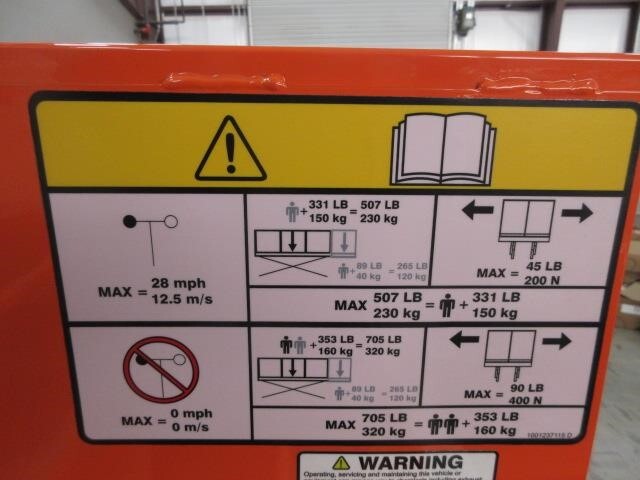 331 LB 507 LB
+ =
150 kg 230 kg
89 LB 265 LB
+ =
40 kg 120 kg
28 mph
MAX =
12.5 m/s
45 LB
MAX =
200 N
507 LB 331 LB
MAX = +
230 kg 150 kg
353 LB 705 LB
+ =
160 kg 320 kg
89 LB 265 LB
+ =
40 kg 120 kg
0 mph
MAX =
0 m/s
90 LB
MAX =
400 N
705 LB 353 LB
MAX = +
320 kg 160 kg
1001237115 D
WARNING
Operating, servicing and maintaining this vehicle or